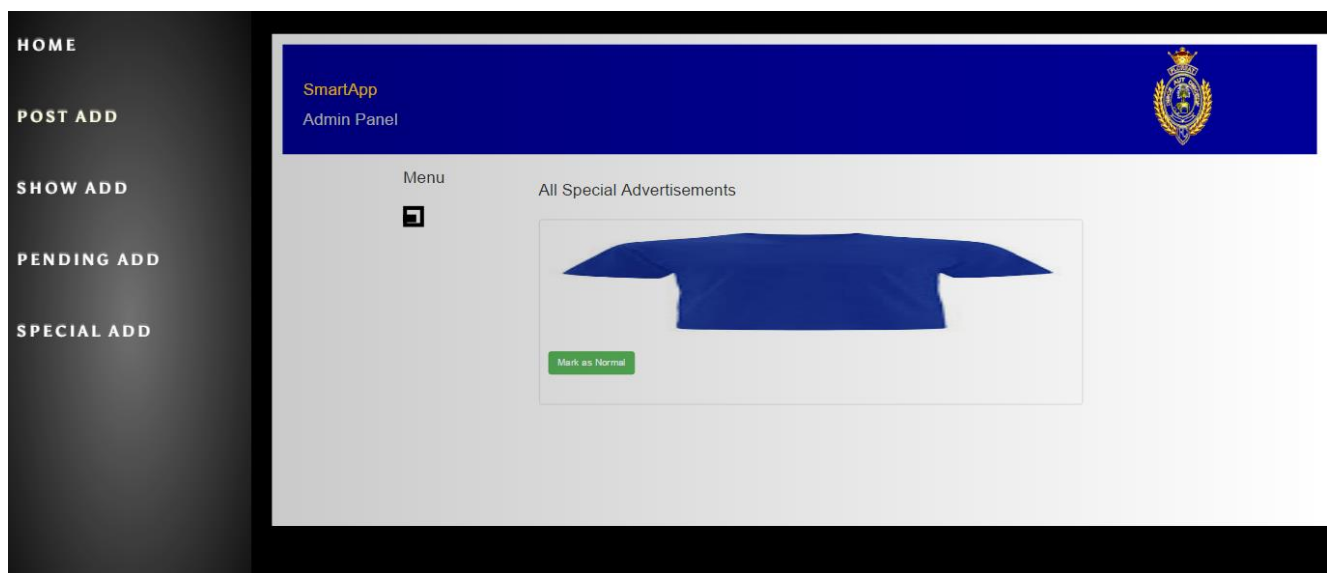 HOME
POST ADD
SHOW ADD
PENDING ADD
SPECIAL ADD
SmartApp
Admin Panel
FLOREAT
Menu
All Special Advertisements
Mark as Normal